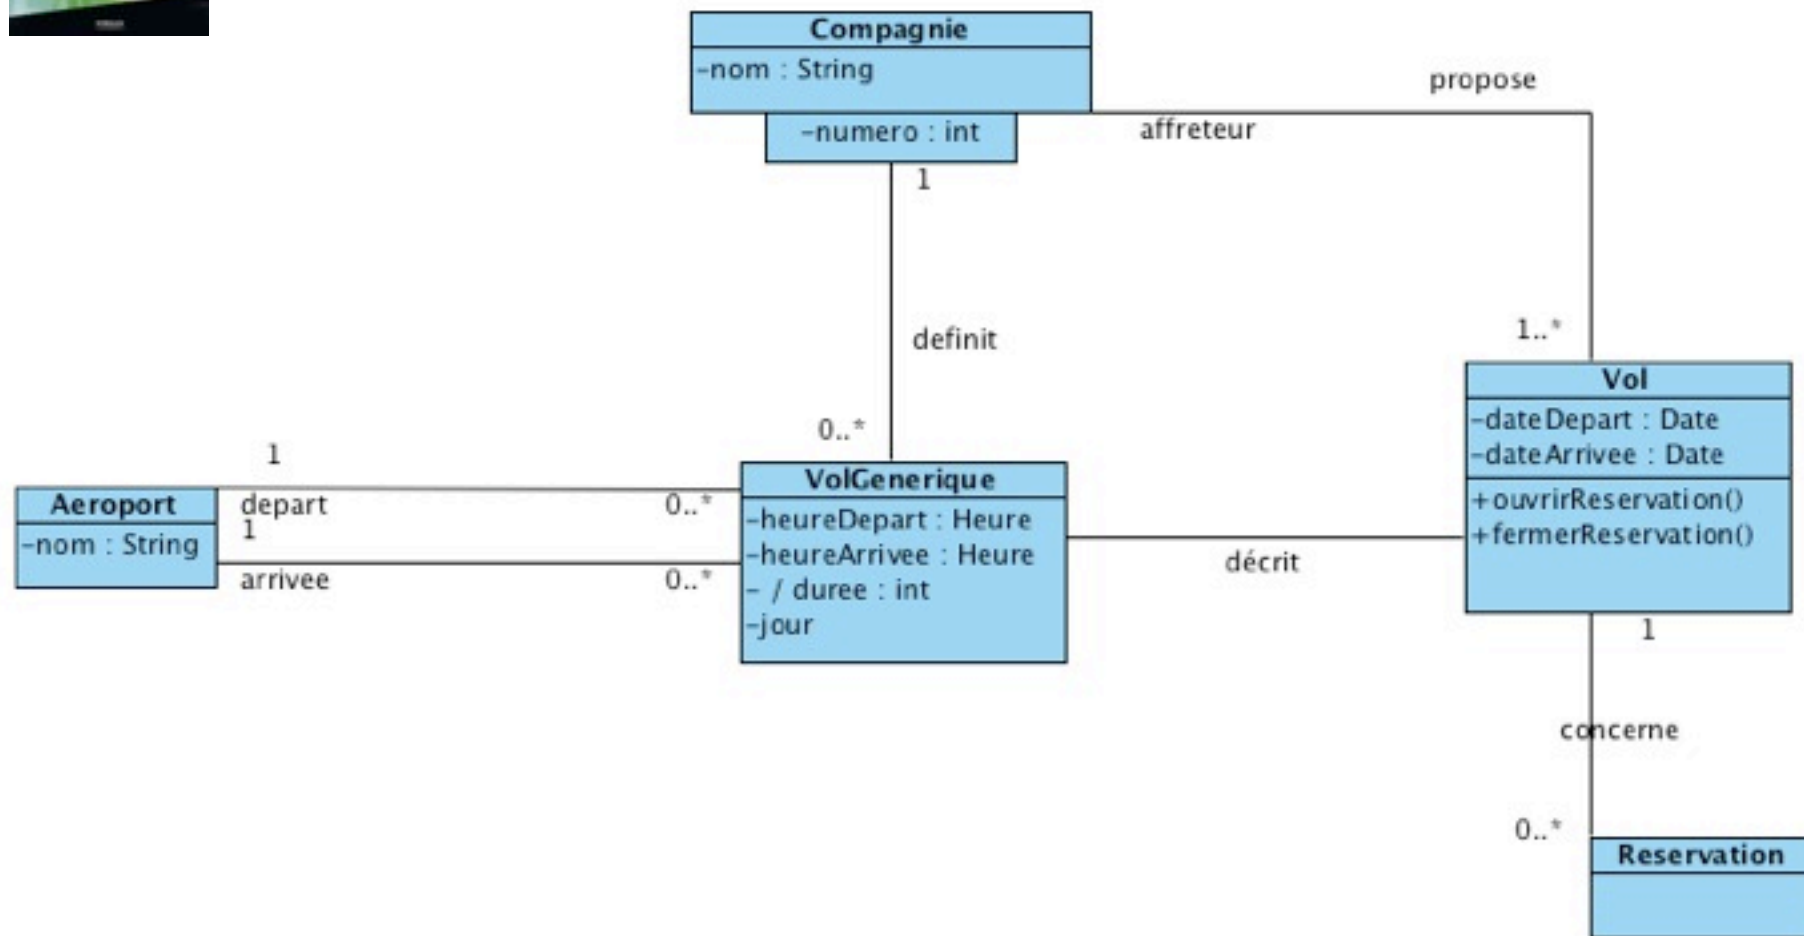 Compagnie
-nom : String
-numero : int
propose
affreteur
1
definit
0..*
1..*
Vol
-dateDepart : Date
-dateArrivee : Date
+ouvrirReservation()
+fermerReservation()
1
depart
0..*
1
arrivee
0..*
Aeroport
-nom : String
VolGenerique
-heureDepart : Heure
-heureArrivee : Heure
- / duree : int
-jour
décrit
1
concerne
0..*
Reservation